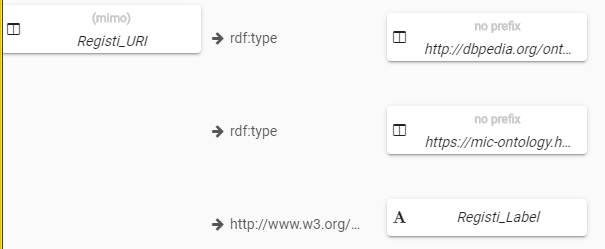 (mimo)
Registi_URI
rdf:type
no prefix
http://dbpedia.org/ont...
rdf:type
no prefix
https://mic-ontology.h...
http://www.w3.org/...
A
Registi_Label